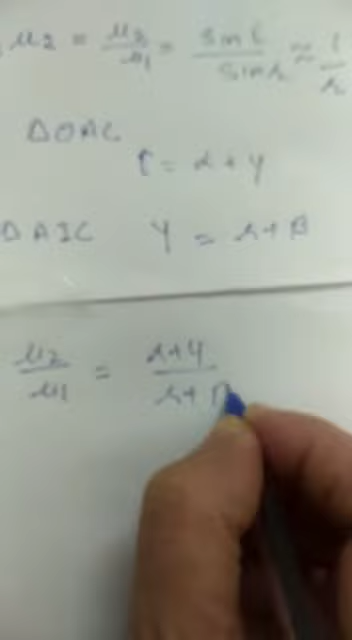 μ2 = μ2/μ1 = sin i / sin r ≈ i/r
ΔOAC
i = α + γ
ΔAIC γ = r + β
μ2/μ1 = α+γ / r+β